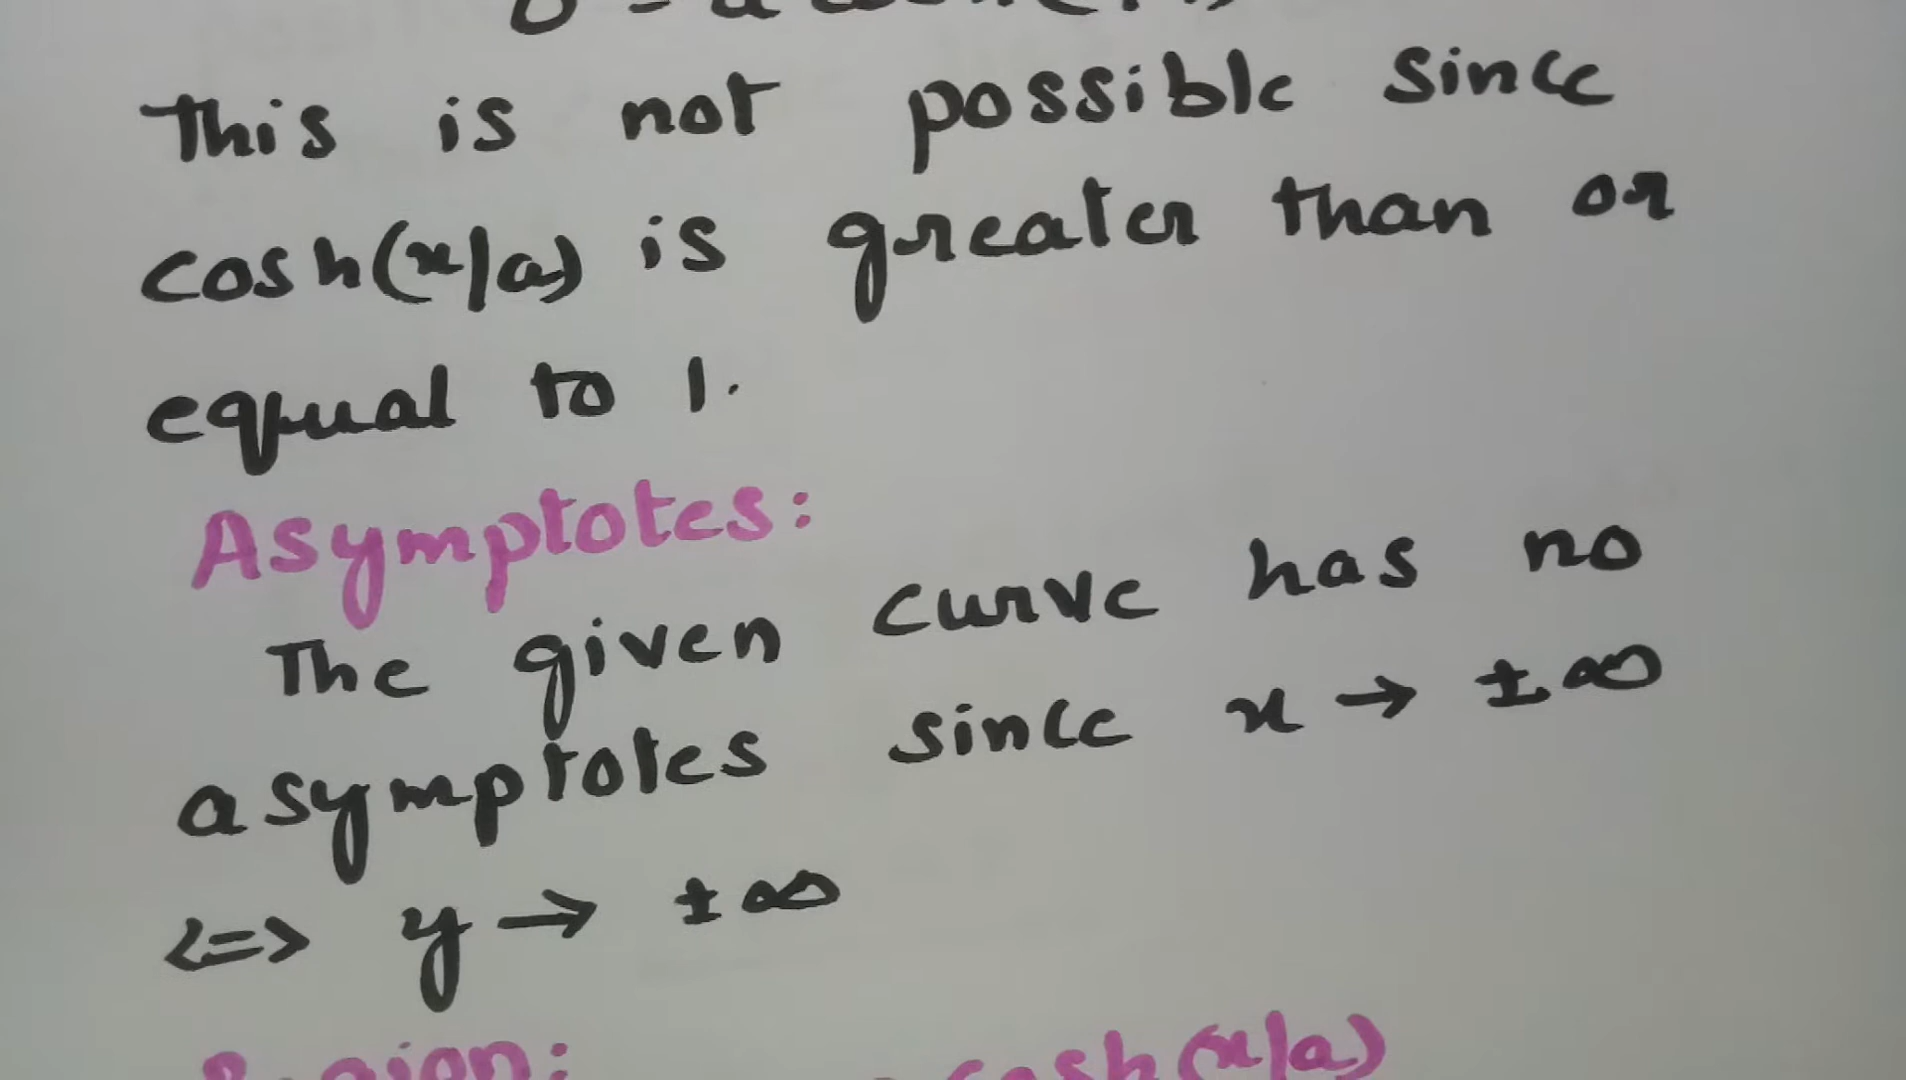 This is not possible since
cosh(x/a) is greater than or
equal to 1.
Asymptotes:
The given curve has no
asymptotes since x → ± ∞
<=> y → ± ∞
cosh(x/a)